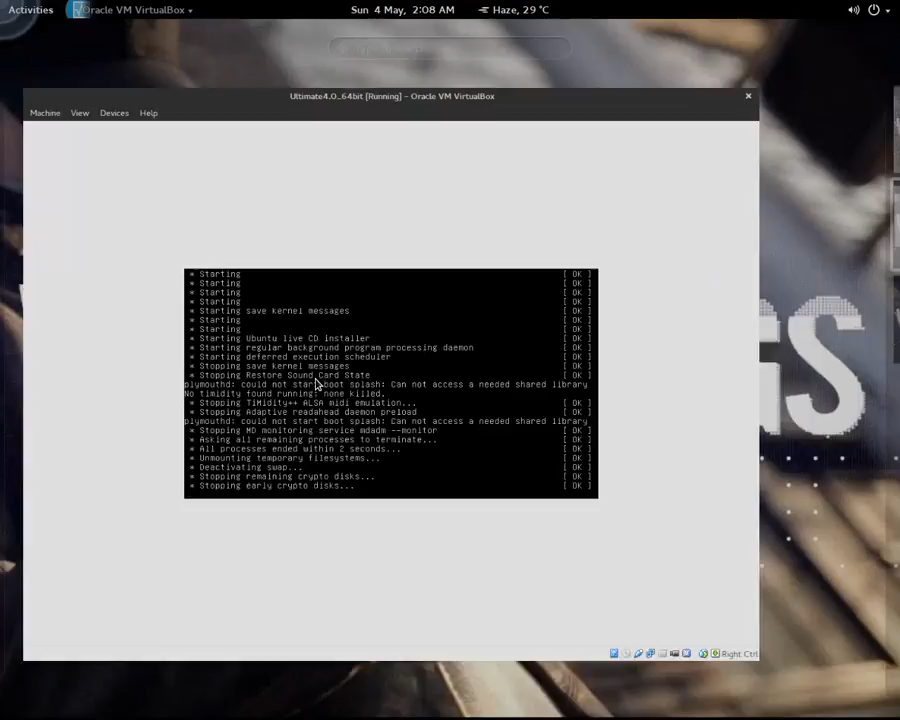 Activities
Oracle VM VirtualBox
Sun 4 May, 2:08 AM
Haze, 29 °C
Ultimate4.0_64bit [Running] – Oracle VM VirtualBox
Machine View Devices Help
* Starting [ OK ]
* Starting [ OK ]
* Starting [ OK ]
* Starting [ OK ]
* Starting save kernel messages [ OK ]
* Starting [ OK ]
* Starting [ OK ]
* Starting Ubuntu live CD installer [ OK ]
* Starting regular background program processing daemon [ OK ]
* Starting deferred execution scheduler [ OK ]
* Stopping save kernel messages [ OK ]
* Stopping Restore Sound Card State [ OK ]
plymouthd: could not start boot splash: Can not access a needed shared library
No timidity found running; none killed.
* Stopping TiMidity++ ALSA midi emulation... [ OK ]
* Stopping Adaptive readahead daemon preload [ OK ]
plymouthd: could not start boot splash: Can not access a needed shared library
* Stopping MD monitoring service mdadm --monitor [ OK ]
* Asking all remaining processes to terminate... [ OK ]
* All processes ended within 2 seconds... [ OK ]
* Unmounting temporary filesystems... [ OK ]
* Deactivating swap... [ OK ]
* Stopping remaining crypto disks... [ OK ]
* Stopping early crypto disks... [ OK ]
GS
Right Ctrl